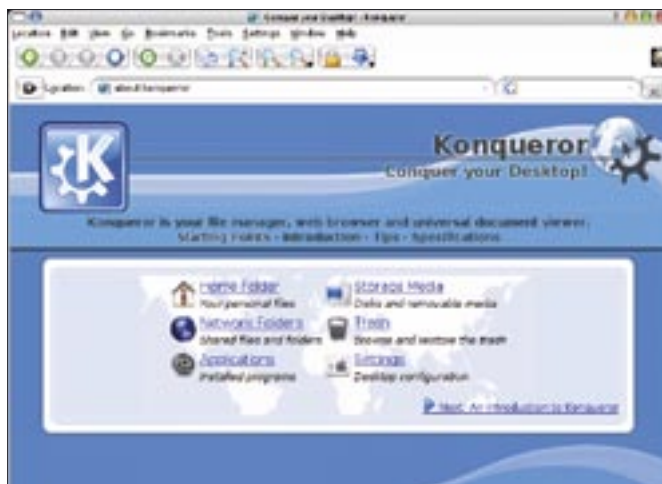 Conquer your Desktop! - Konqueror
Location Edit View Go Bookmarks Tools Settings Window Help
Location: about:konqueror
Konqueror
Conquer your Desktop!
Konqueror is your file manager, web browser and universal document viewer.
Starting Points - Introduction - Tips - Specifications
Home Folder
Your personal files
Storage Media
Disks and removable media
Network Folders
Shared files and folders
Trash
Browse and restore the trash
Applications
Installed programs
Settings
Desktop configuration
Next: An Introduction to Konqueror